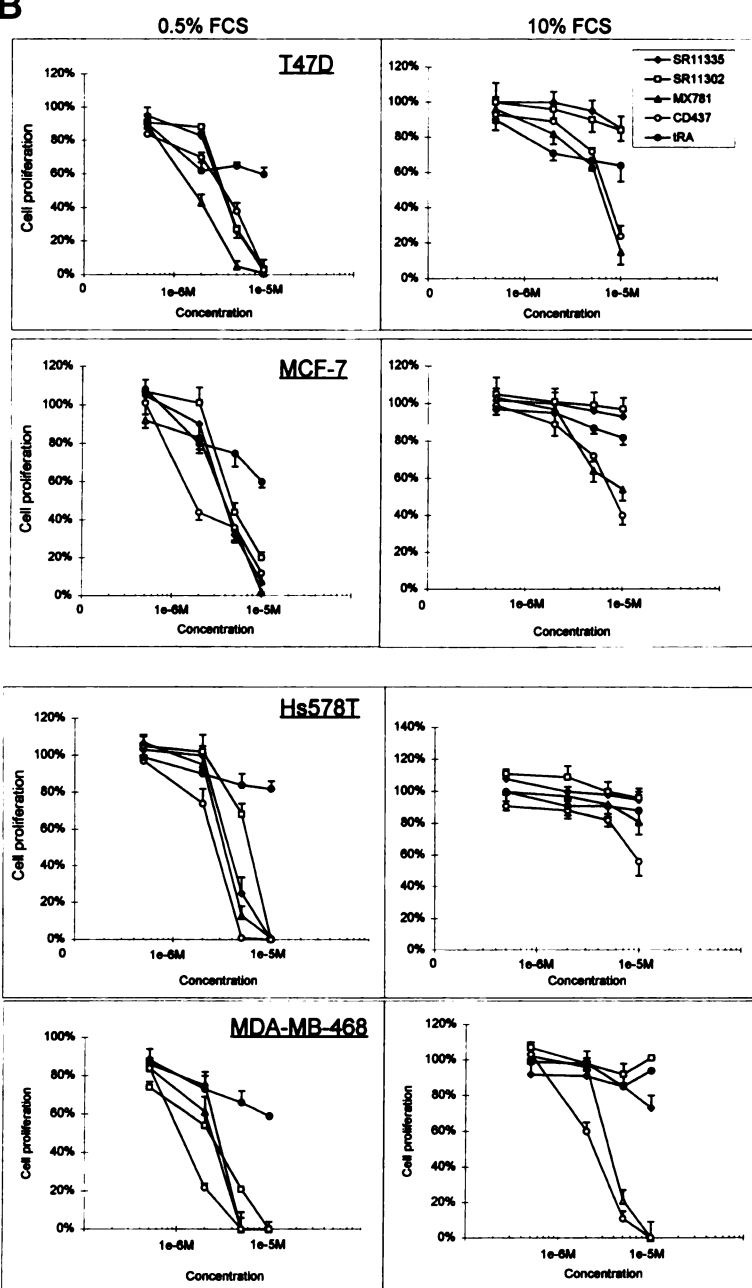 B
0.5% FCS
10% FCS
T47D
Cell proliferation
120%
100%
80%
60%
40%
20%
0%
0
1e-6M
1e-5M
Concentration
120%
100%
80%
60%
40%
20%
0%
0
1e-6M
1e-5M
Concentration
SR11335
SR11302
MX781
CD437
tRA
MCF-7
Cell proliferation
120%
100%
80%
60%
40%
20%
0%
0
1e-6M
1e-5M
Concentration
120%
100%
80%
60%
40%
20%
0%
0
1e-6M
1e-5M
Concentration
Hs578T
Cell proliferation
120%
100%
80%
60%
40%
20%
0%
0
1e-6M
1e-5M
Concentration
140%
120%
100%
80%
60%
40%
20%
0%
0
1e-6M
1e-5M
Concentration
MDA-MB-468
Cell proliferation
100%
80%
60%
40%
20%
0%
1e-6M
1e-5M
Concentration
Cell proliferation
120%
100%
80%
60%
40%
20%
0%
1e-6M
1e-5M
Concentration